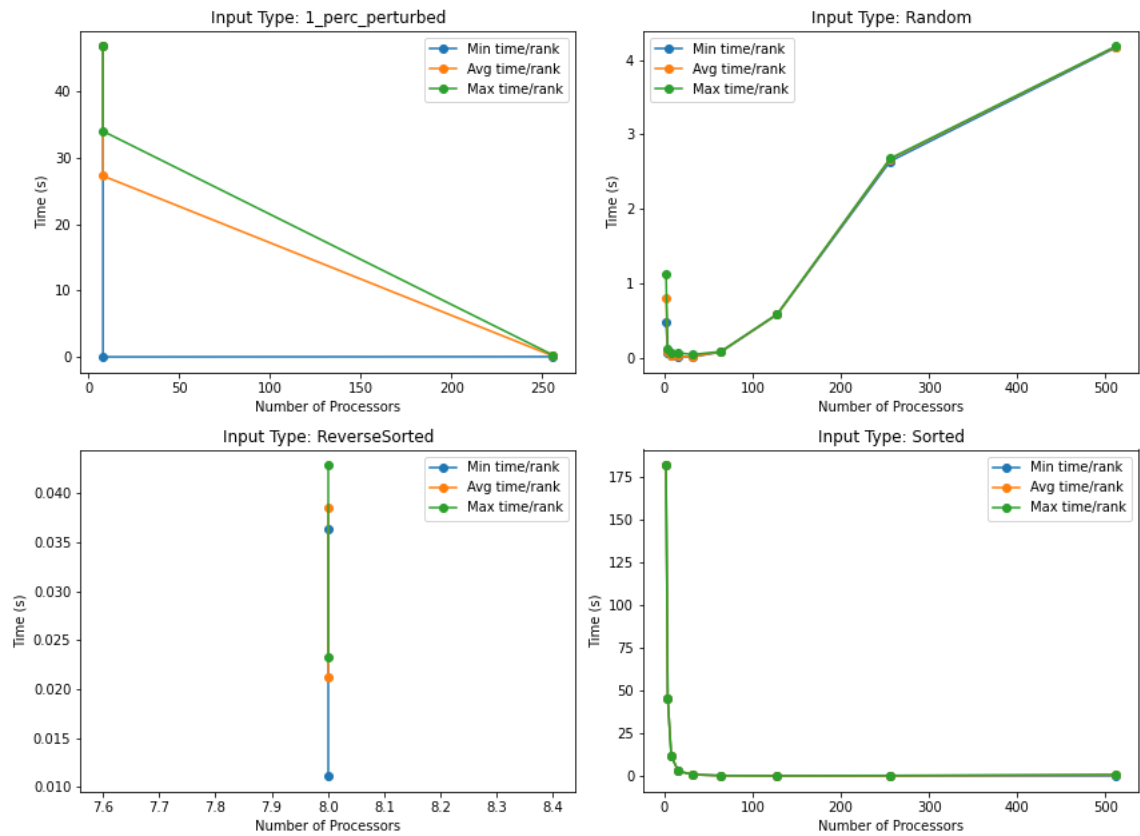 Input Type: 1_perc_perturbed
Min time/rank
Avg time/rank
Max time/rank
Time (s)
40
30
20
10
0
0 50 100 150 200 250
Number of Processors
Input Type: Random
Min time/rank
Avg time/rank
Max time/rank
Time (s)
4
3
2
1
0
0 100 200 300 400 500
Number of Processors
Input Type: ReverseSorted
Min time/rank
Avg time/rank
Max time/rank
Time (s)
0.040
0.035
0.030
0.025
0.020
0.015
0.010
7.6 7.7 7.8 7.9 8.0 8.1 8.2 8.3 8.4
Number of Processors
Input Type: Sorted
Min time/rank
Avg time/rank
Max time/rank
Time (s)
175
150
125
100
75
50
25
0
0 100 200 300 400 500
Number of Processors